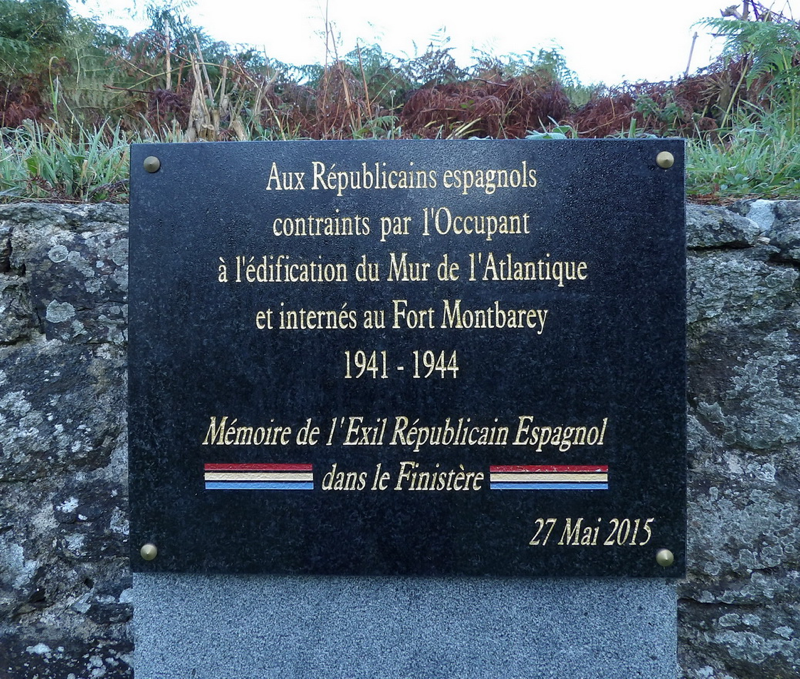 Aux Républicains espagnols
contraints par l'Occupant
à l'édification du Mur de l'Atlantique
et internés au Fort Montbarey
1941 - 1944
Mémoire de l'Exil Républicain Espagnol
dans le Finistère
27 Mai 2015